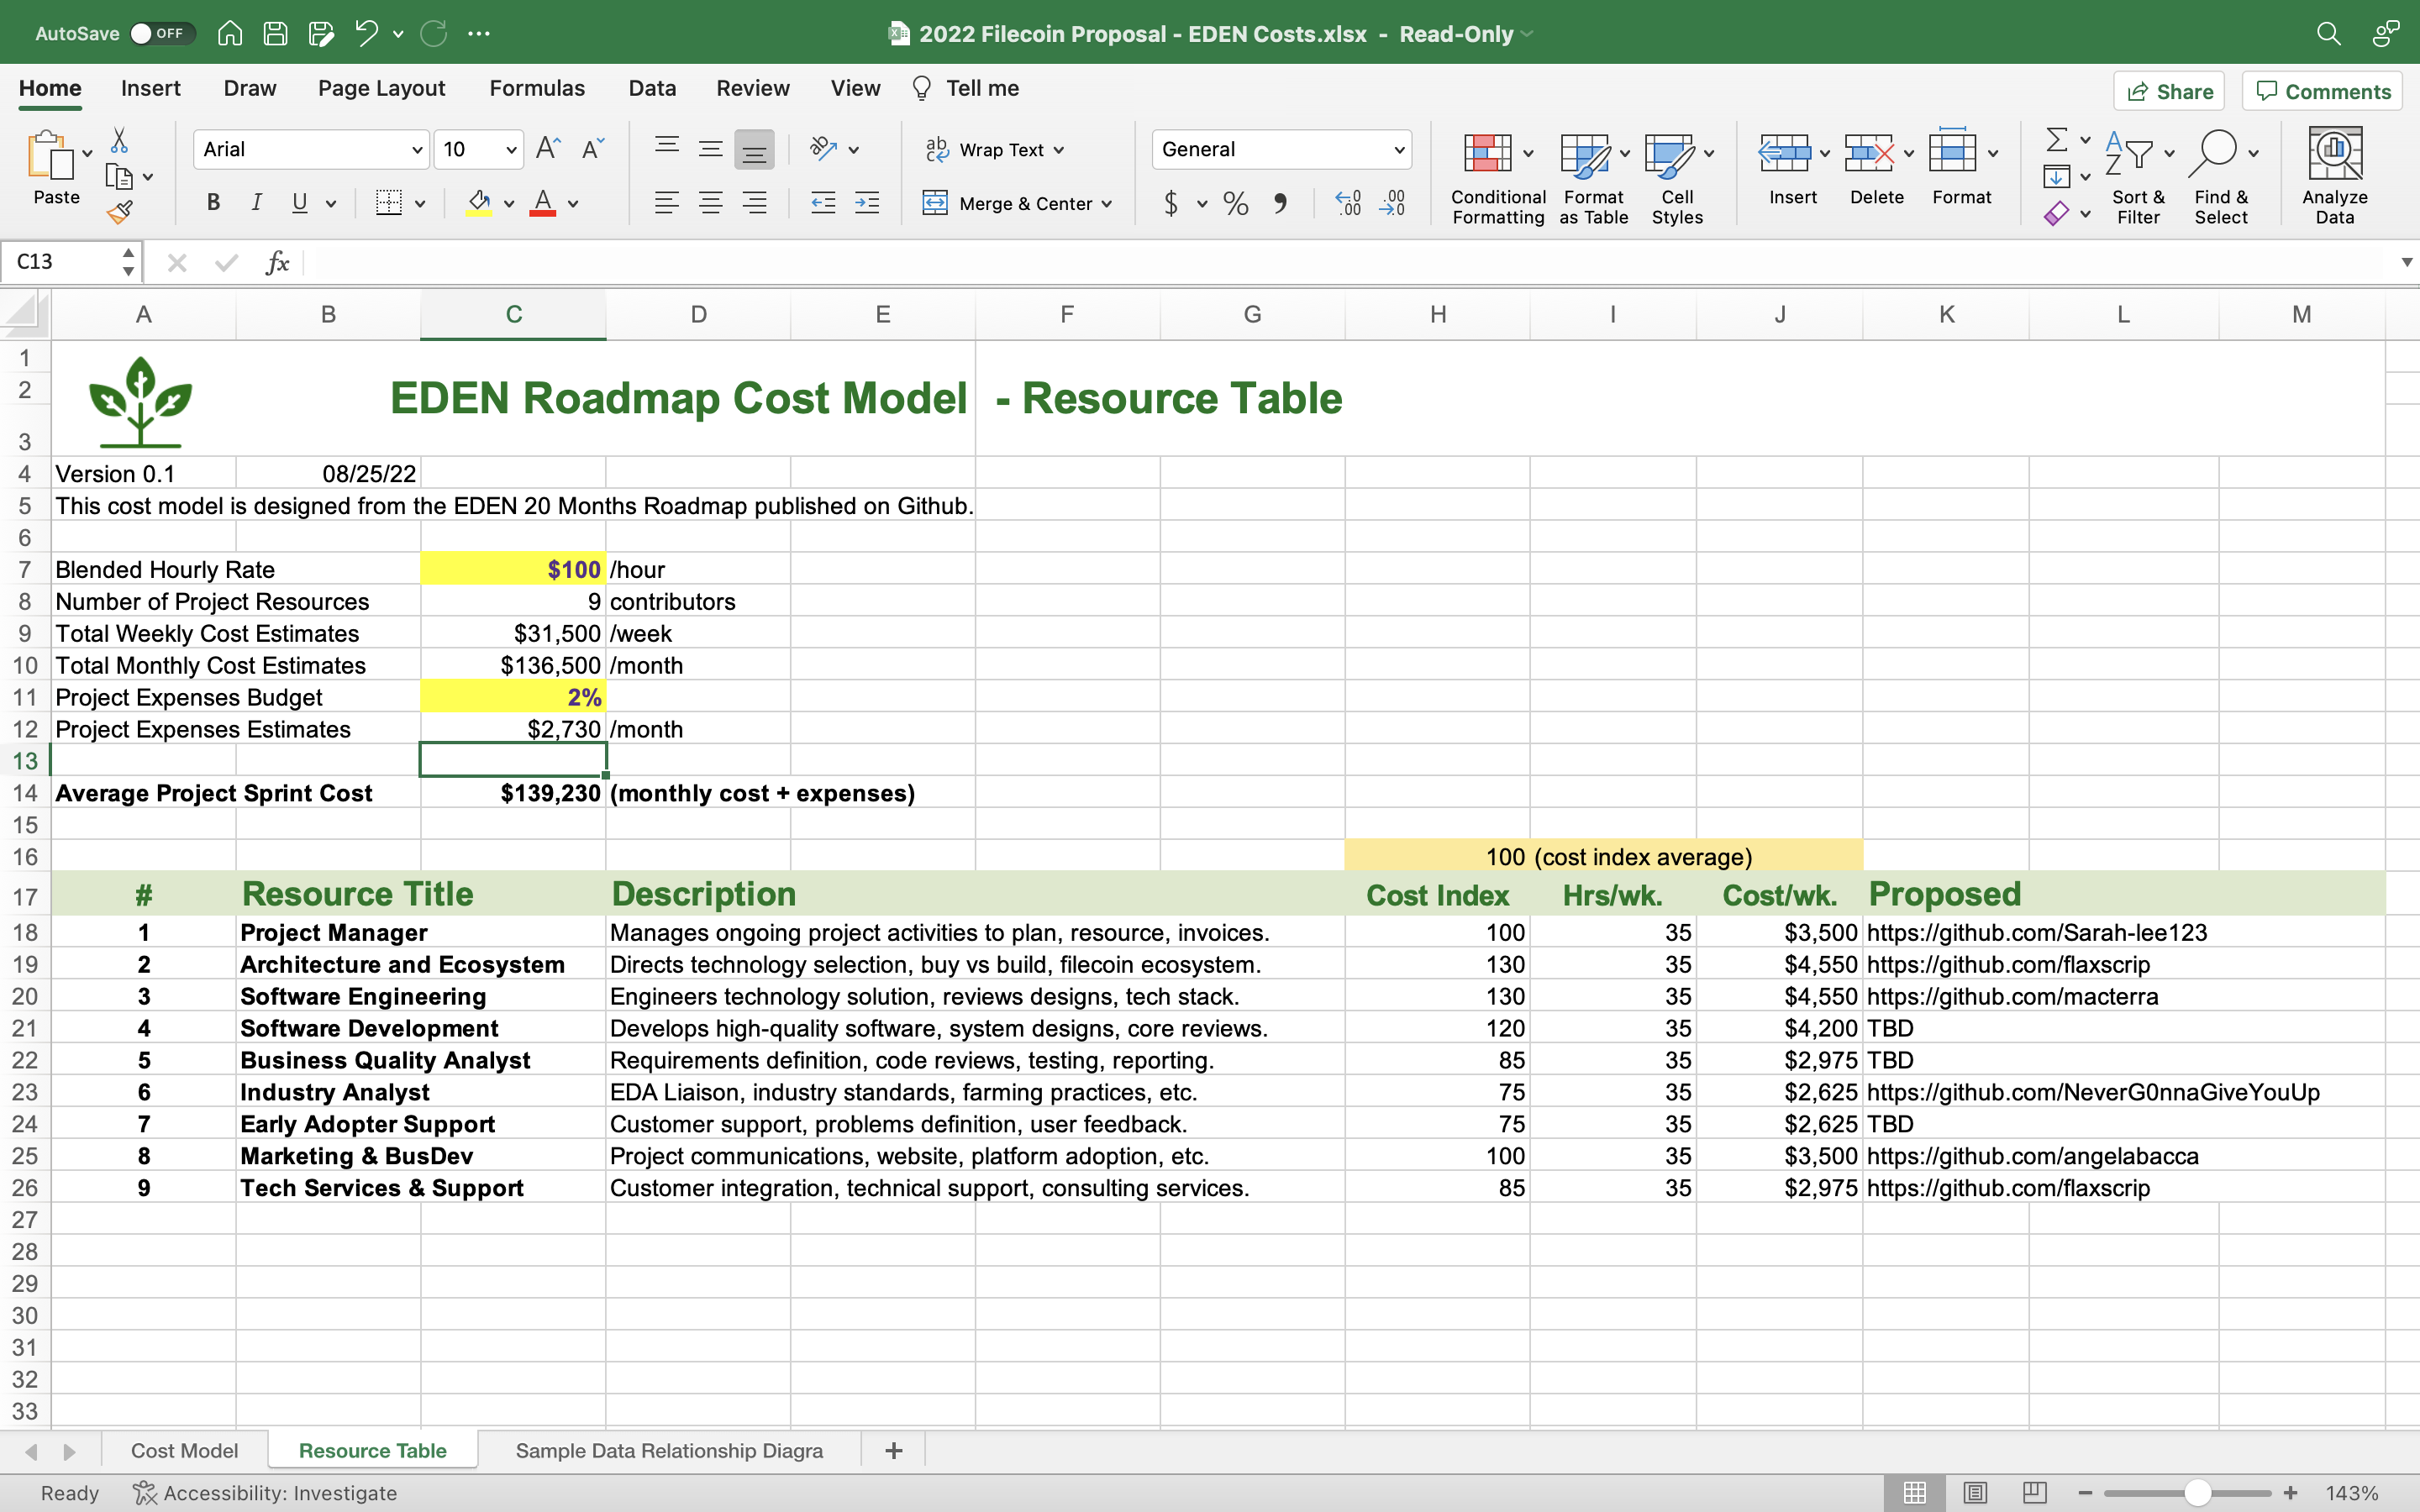 AutoSave OFF 2022 Filecoin Proposal - EDEN Costs.xlsx - Read-Only
Home Insert Draw Page Layout Formulas Data Review View Tell me Share Comments
Paste Arial 10 Wrap Text General Conditional Formatting Format as Table Cell Styles Insert Delete Format Sort & Filter Find & Select Analyze Data
B I U Merge & Center $ % 9
C13 fx
A B C D E F G H I J K L M
1
2 EDEN Roadmap Cost Model - Resource Table
3
4 Version 0.1 08/25/22
5 This cost model is designed from the EDEN 20 Months Roadmap published on Github.
6
7 Blended Hourly Rate $100 /hour
8 Number of Project Resources 9 contributors
9 Total Weekly Cost Estimates $31,500 /week
10 Total Monthly Cost Estimates $136,500 /month
11 Project Expenses Budget 2%
12 Project Expenses Estimates $2,730 /month
13
14 Average Project Sprint Cost $139,230 (monthly cost + expenses)
15
16 100 (cost index average)
17 # Resource Title Description Cost Index Hrs/wk. Cost/wk. Proposed
18 1 Project Manager Manages ongoing project activities to plan, resource, invoices. 100 35 $3,500 https://github.com/Sarah-lee123
19 2 Architecture and Ecosystem Directs technology selection, buy vs build, filecoin ecosystem. 130 35 $4,550 https://github.com/flaxscrip
20 3 Software Engineering Engineers technology solution, reviews designs, tech stack. 130 35 $4,550 https://github.com/macterra
21 4 Software Development Develops high-quality software, system designs, core reviews. 120 35 $4,200 TBD
22 5 Business Quality Analyst Requirements definition, code reviews, testing, reporting. 85 35 $2,975 TBD
23 6 Industry Analyst EDA Liaison, industry standards, farming practices, etc. 75 35 $2,625 https://github.com/NeverG0nnaGiveYouUp
24 7 Early Adopter Support Customer support, problems definition, user feedback. 75 35 $2,625 TBD
25 8 Marketing & BusDev Project communications, website, platform adoption, etc. 100 35 $3,500 https://github.com/angelabacca
26 9 Tech Services & Support Customer integration, technical support, consulting services. 85 35 $2,975 https://github.com/flaxscrip
27
28
29
30
31
32
33
Cost Model Resource Table Sample Data Relationship Diagra +
Ready Accessibility: Investigate 143%